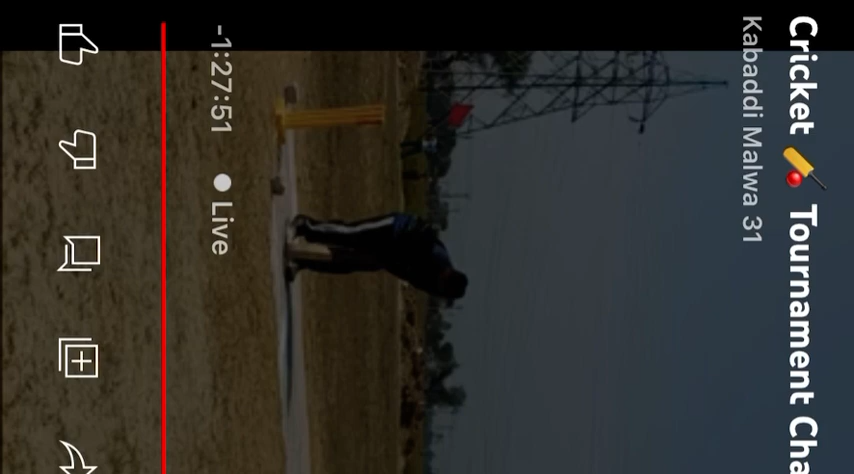 Cricket 🏏 Tournament Cha
Kabaddi Malwa 31
-1:27:51 ● Live